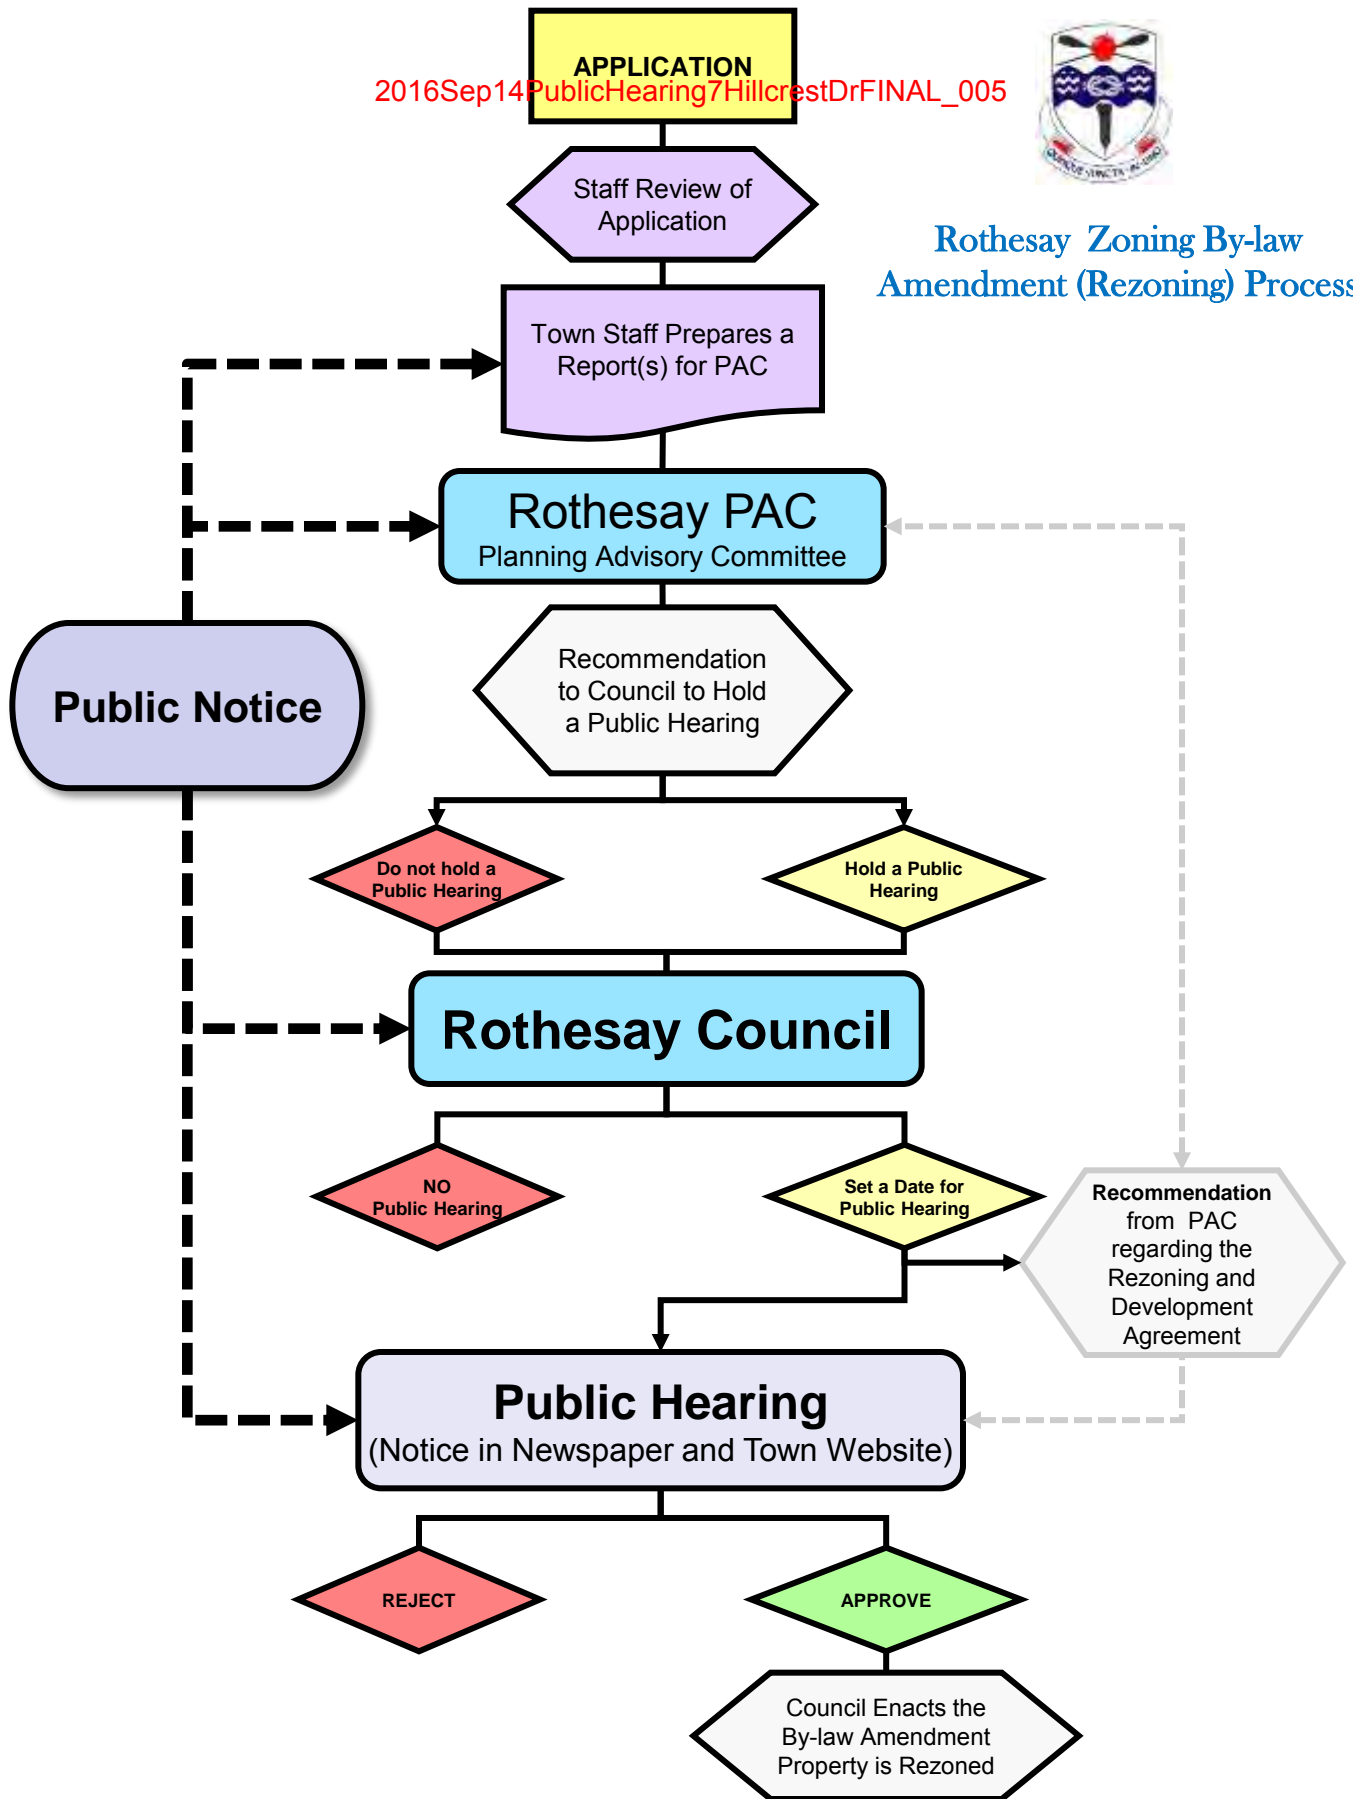 APPLICATION
2016Sep14PublicHearing7HillcrestDrFINAL_005
Staff Review of
Application
Rothesay Zoning By-law
Amendment (Rezoning) Process
Town Staff Prepares a
Report(s) for PAC
Rothesay PAC
Planning Advisory Committee
Public Notice
Recommendation
to Council to Hold
a Public Hearing
Do not hold a
Public Hearing
Hold a Public
Hearing
Rothesay Council
NO
Public Hearing
Set a Date for
Public Hearing
Recommendation
from PAC
regarding the
Rezoning and
Development
Agreement
Public Hearing
(Notice in Newspaper and Town Website)
REJECT
APPROVE
Council Enacts the
By-law Amendment
Property is Rezoned